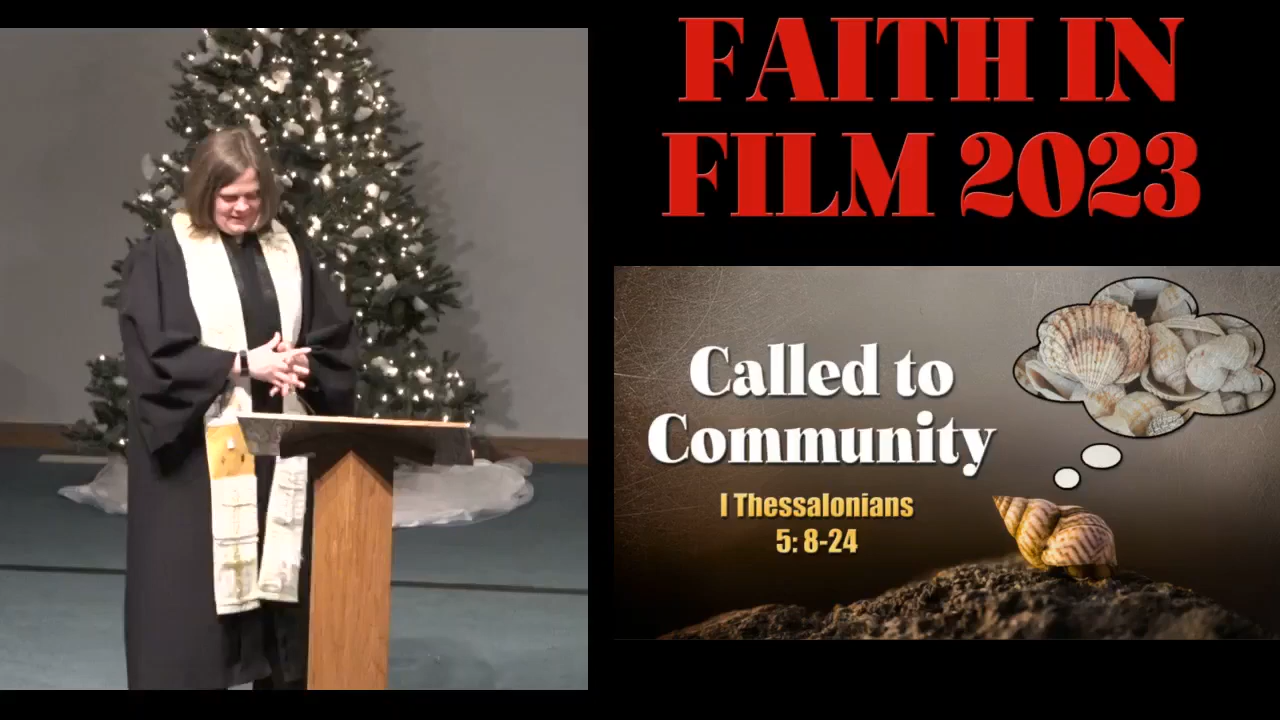 FAITH IN
FILM 2023
Called to
Community
I Thessalonians
5: 8-24